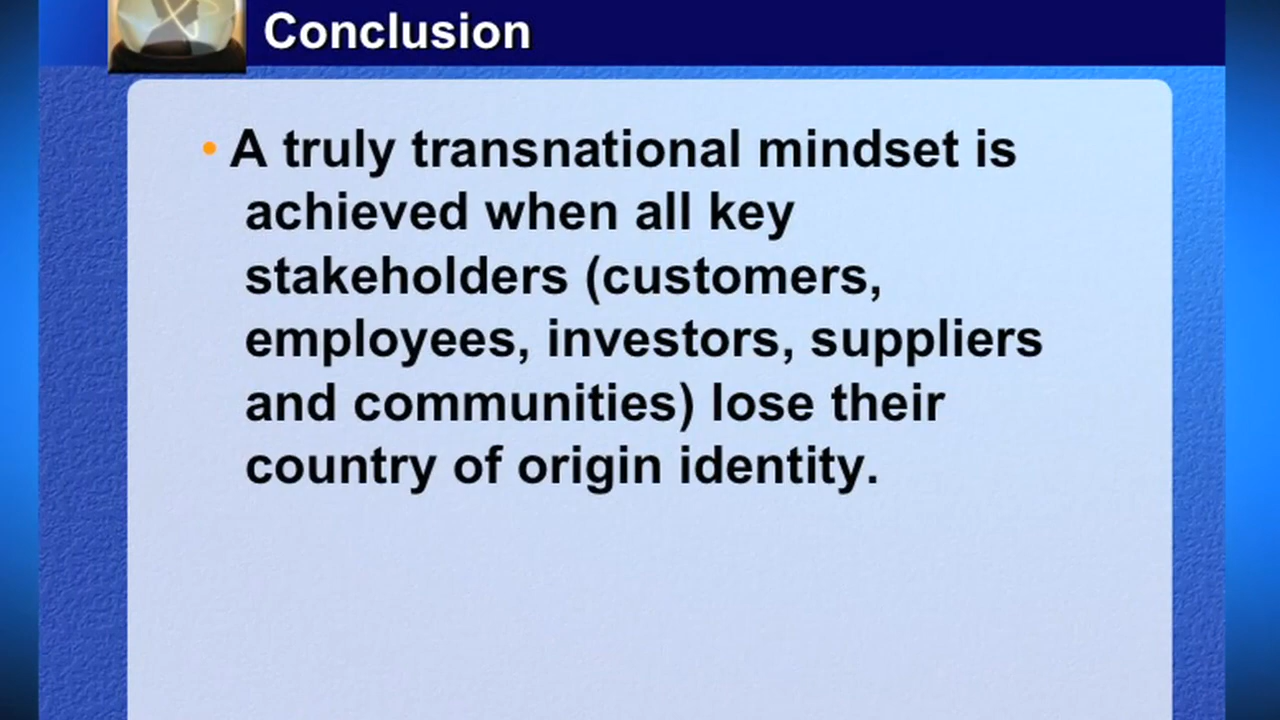 Conclusion
• A truly transnational mindset is
achieved when all key
stakeholders (customers,
employees, investors, suppliers
and communities) lose their
country of origin identity.